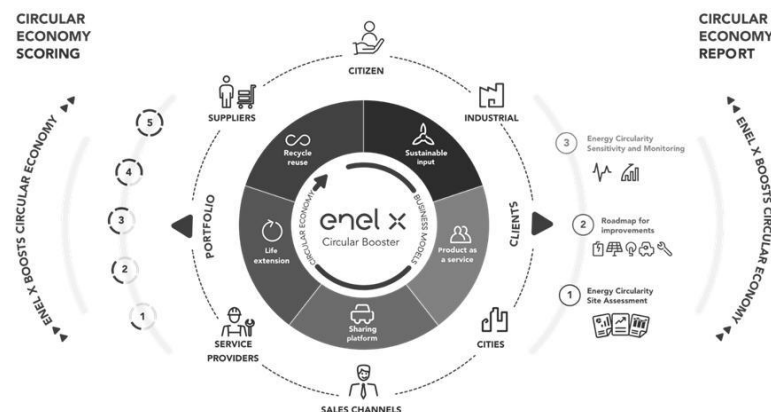 CIRCULAR
ECONOMY
SCORING
CIRCULAR
ECONOMY
REPORT
ENEL X BOOSTS CIRCULAR ECONOMY
5
4
3
2
1
PORTFOLIO
CITIZEN
SUPPLIERS
INDUSTRIAL
Recycle
reuse
Sustainable
input
Life
extension
Product as
a service
Sharing
platform
CIRCULAR ECONOMY
BUSINESS MODELS
enel x
Circular Booster
SERVICE
PROVIDERS
CITIES
SALES CHANNELS
CLIENTS
3
Energy Circularity
Sensitivity and Monitoring
2
Roadmap for
improvements
1
Energy Circularity
Site Assessment
ENEL X BOOSTS CIRCULAR ECONOMY